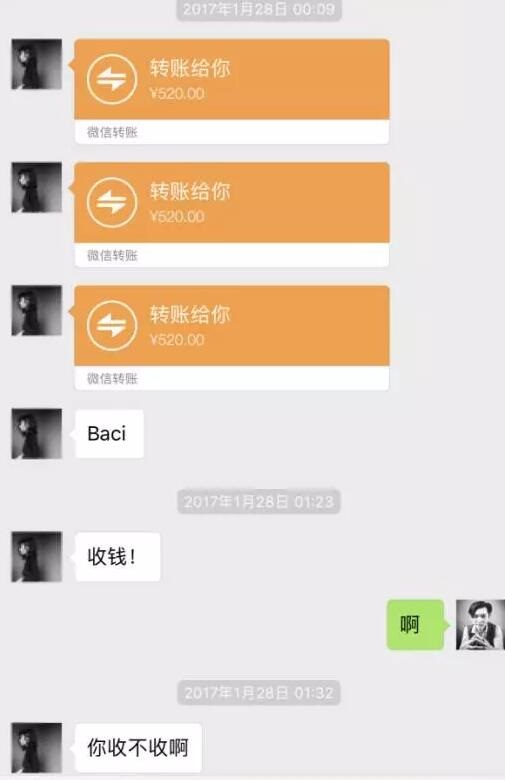 2017年1月28日 00:09
转账给你
¥520.00
微信转账
转账给你
¥520.00
微信转账
转账给你
¥520.00
微信转账
Baci
2017年1月28日 01:23
收钱！
啊
2017年1月28日 01:32
你收不收啊